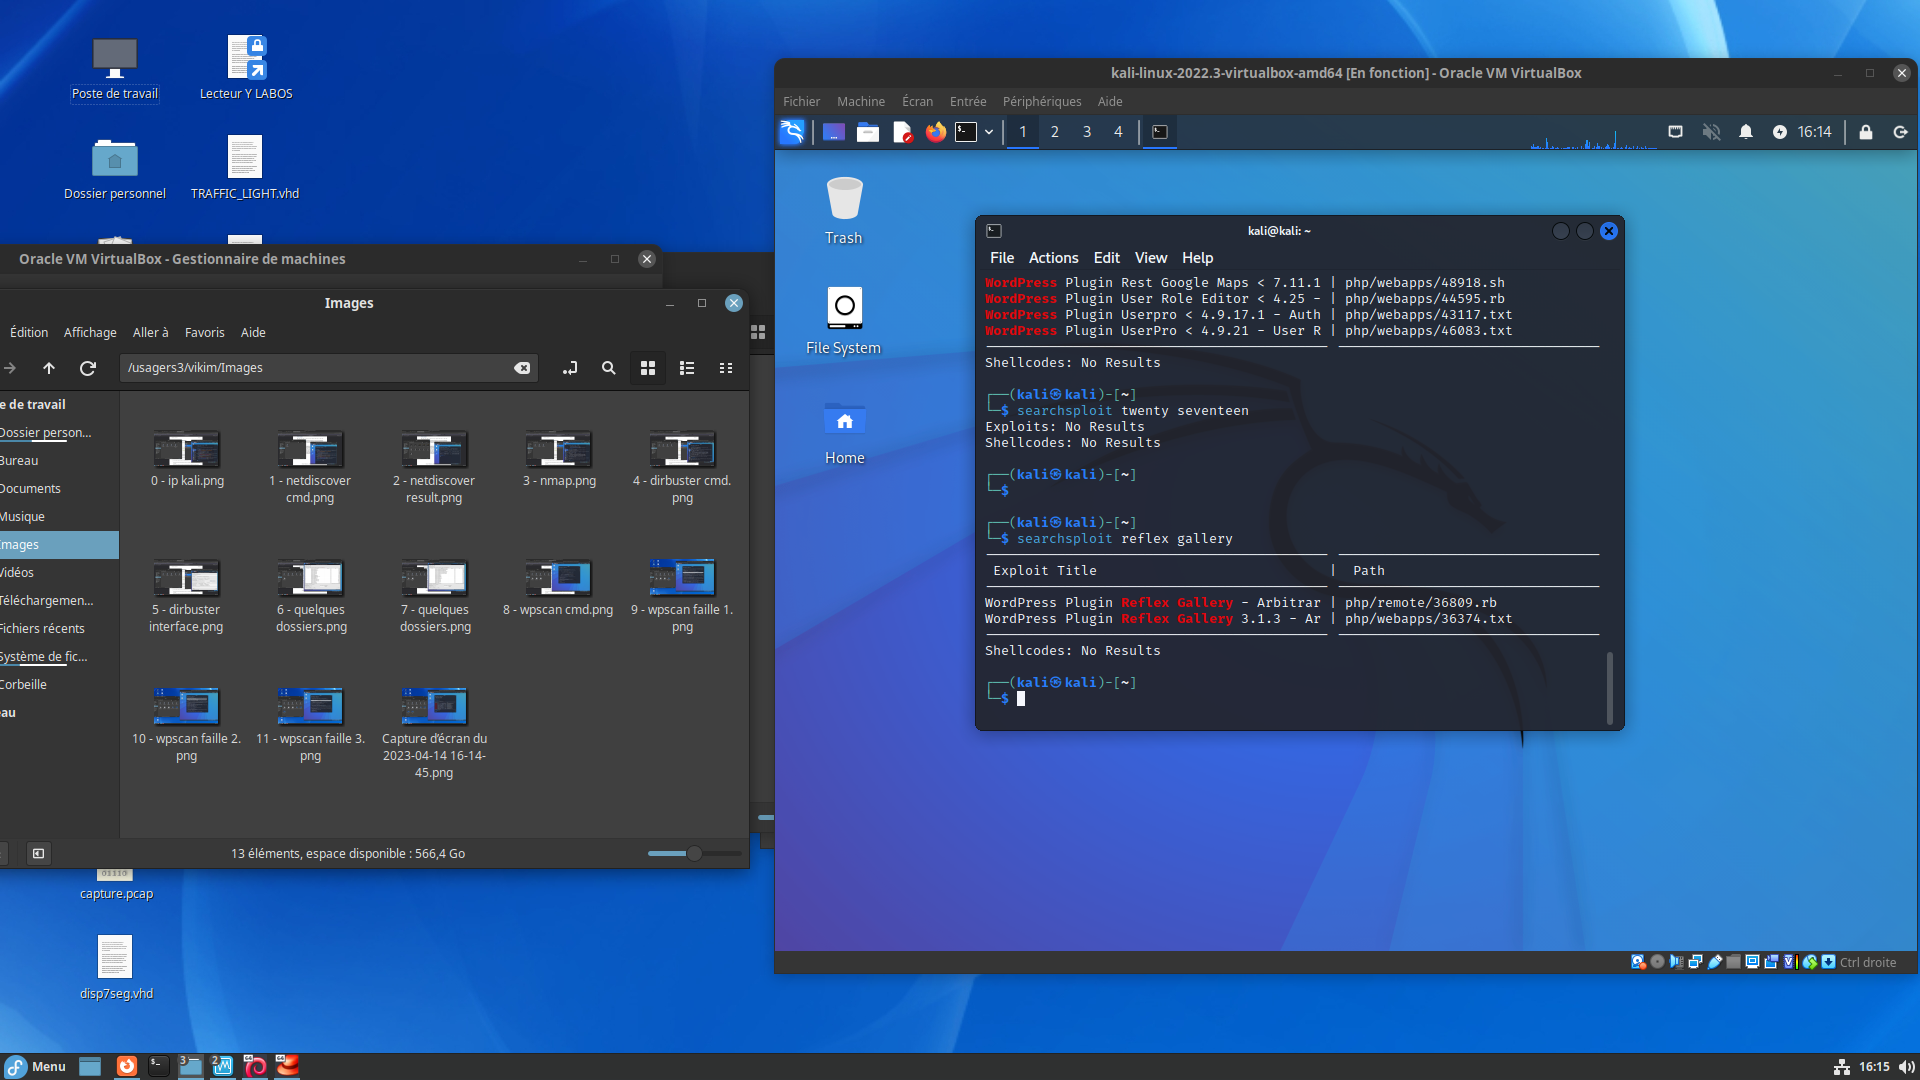 Poste de travail
Lecteur Y LABOS
Dossier personnel
TRAFFIC_LIGHT.vhd
Oracle VM VirtualBox - Gestionnaire de machines
Images
Édition Affichage Aller à Favoris Aide
/usagers3/vikim/Images
e de travail
Dossier person...
Bureau
Documents
Musique
Images
Vidéos
Téléchargemen...
Fichiers récents
Système de fic...
Corbeille
eau
0 - ip kali.png
1 - netdiscover cmd.png
2 - netdiscover result.png
3 - nmap.png
4 - dirbuster cmd.png
5 - dirbuster interface.png
6 - quelques dossiers.png
7 - quelques dossiers.png
8 - wpscan cmd.png
9 - wpscan faille 1.png
10 - wpscan faille 2.png
11 - wpscan faille 3.png
Capture d'écran du 2023-04-14 16-14-45.png
13 éléments, espace disponible : 566,4 Go
01110
capture.pcap
disp7seg.vhd
kali-linux-2022.3-virtualbox-amd64 [En fonction] - Oracle VM VirtualBox
Fichier Machine Écran Entrée Périphériques Aide
1 2 3 4
16:14
Trash
File System
Home
kali@kali: ~
File Actions Edit View Help
WordPress Plugin Rest Google Maps < 7.11.1 | php/webapps/48918.sh
WordPress Plugin User Role Editor < 4.25 - | php/webapps/44595.rb
WordPress Plugin Userpro < 4.9.17.1 - Auth | php/webapps/43117.txt
WordPress Plugin UserPro < 4.9.21 - User R | php/webapps/46083.txt
Shellcodes: No Results
┌──(kali㉿kali)-[~]
└─$ searchsploit twenty seventeen
Exploits: No Results
Shellcodes: No Results
┌──(kali㉿kali)-[~]
└─$
┌──(kali㉿kali)-[~]
└─$ searchsploit reflex gallery
Exploit Title | Path
WordPress Plugin Reflex Gallery - Arbitrar | php/remote/36809.rb
WordPress Plugin Reflex Gallery 3.1.3 - Ar | php/webapps/36374.txt
Shellcodes: No Results
┌──(kali㉿kali)-[~]
└─$
Ctrl droite
Menu
3
2
64
64
16:15